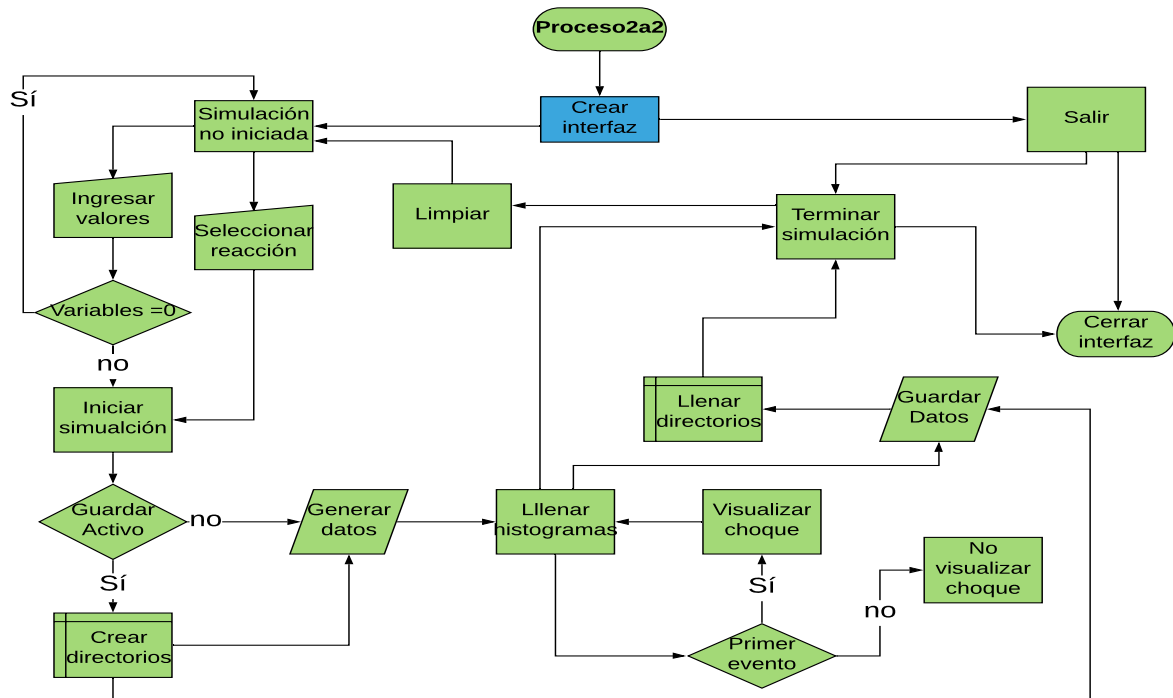 Proceso2a2
Crear
interfaz
Sí
Simulación
no iniciada
Salir
Ingresar
valores
Seleccionar
reacción
Limpiar
Terminar
simulación
Variables =0
Cerrar
interfaz
no
Iniciar
simualción
Llenar
directorios
Guardar
Datos
Guardar
Activo
no
Generar
datos
Lllenar
histogramas
Visualizar
choque
No
visualizar
choque
Sí
Sí
no
Crear
directorios
Primer
evento